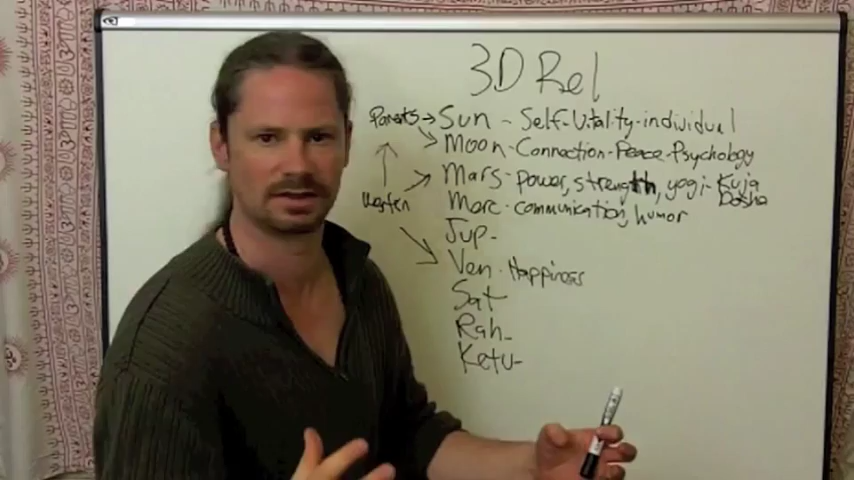 3D Rel
Parents → Sun - Self-Vitality-individual
Moon-Connection-Peace-Psychology
Mars-Power, strength, yogi-Kuja Dosha
Western
Merc-communication, humor
Jup-
Ven-Happiness
Sat
Rah-
Ketu-